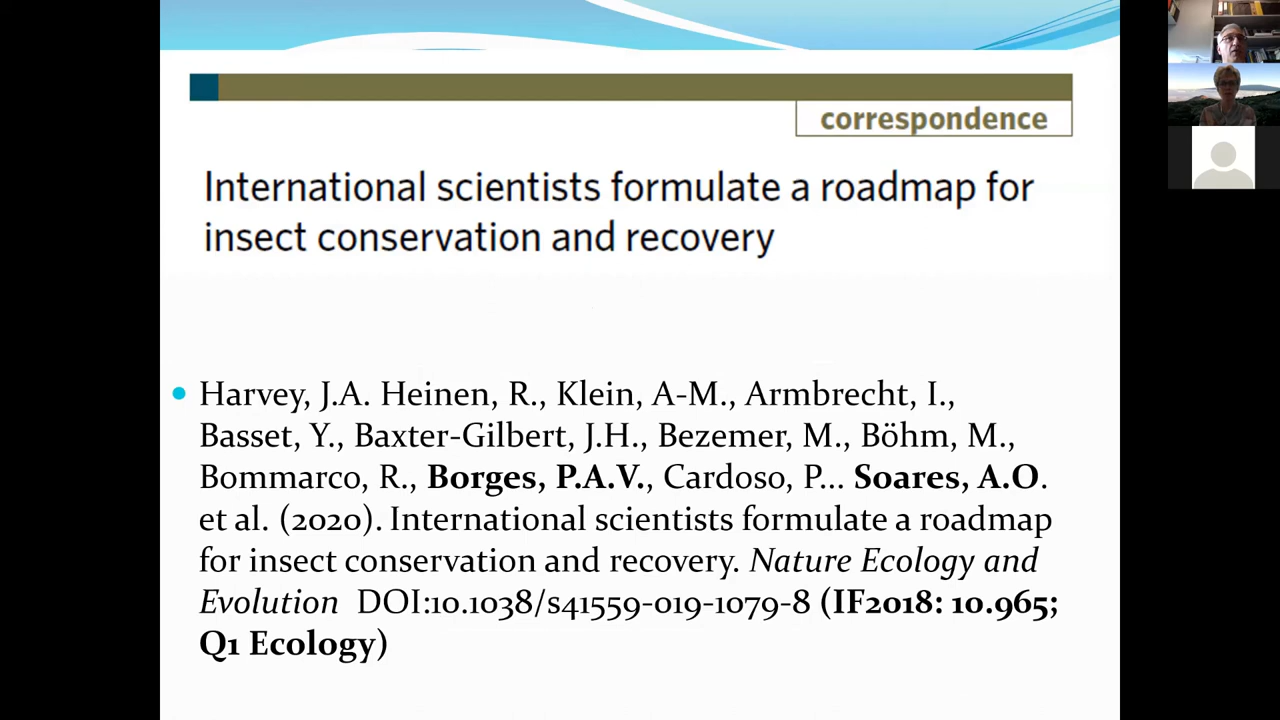 correspondence
International scientists formulate a roadmap for
insect conservation and recovery
• Harvey, J.A. Heinen, R., Klein, A-M., Armbrecht, I.,
Basset, Y., Baxter-Gilbert, J.H., Bezemer, M., Böhm, M.,
Bommarco, R., Borges, P.A.V., Cardoso, P... Soares, A.O.
et al. (2020). International scientists formulate a roadmap
for insect conservation and recovery. Nature Ecology and
Evolution DOI:10.1038/s41559-019-1079-8 (IF2018: 10.965;
Q1 Ecology)